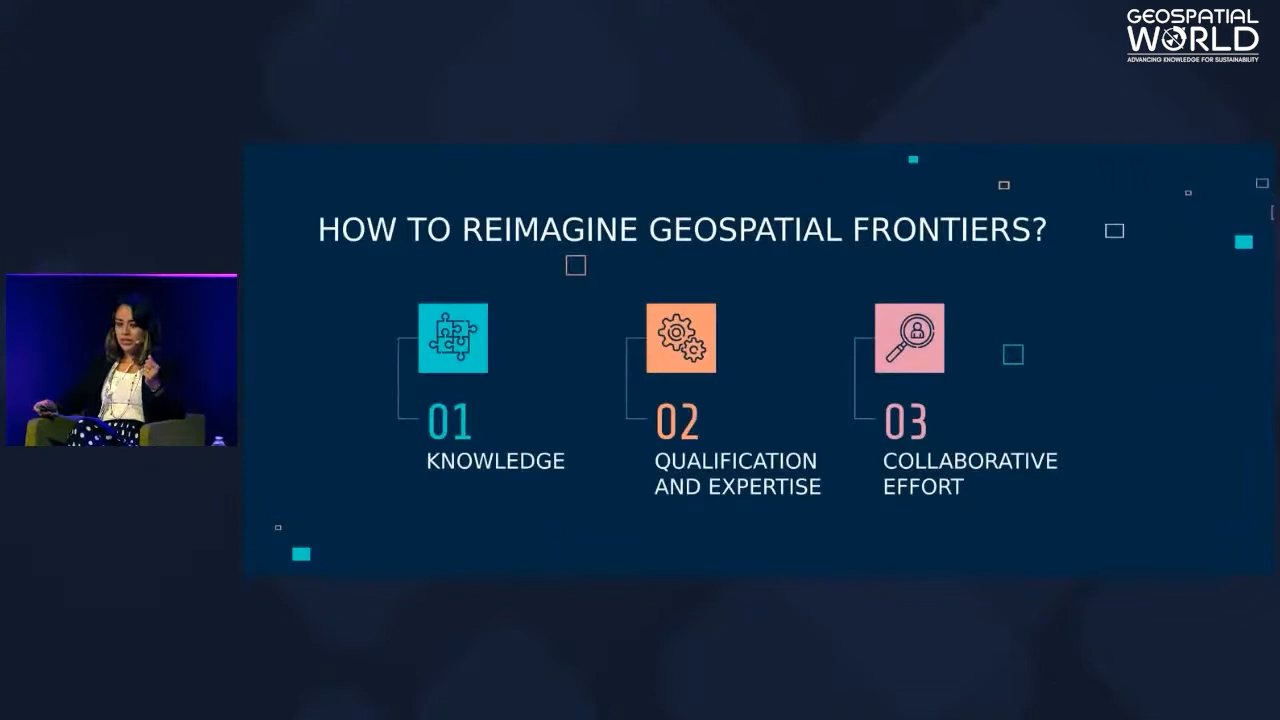 GEOSPATIAL
WORLD
ADVANCING KNOWLEDGE FOR SUSTAINABILITY
HOW TO REIMAGINE GEOSPATIAL FRONTIERS?
01
KNOWLEDGE
02
QUALIFICATION
AND EXPERTISE
03
COLLABORATIVE
EFFORT